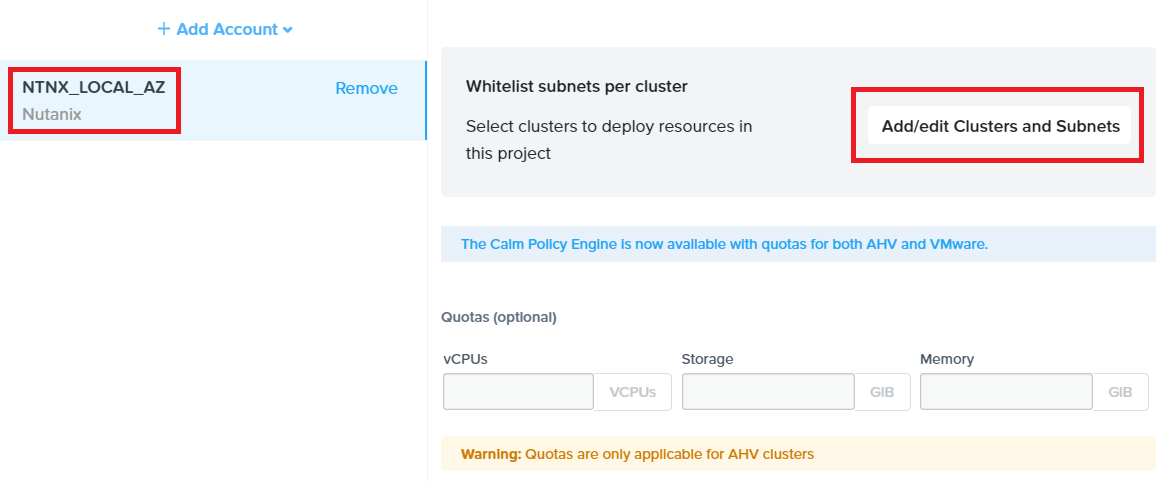 + Add Account
NTNX_LOCAL_AZ
Nutanix
Remove
Whitelist subnets per cluster
Select clusters to deploy resources in
this project
Add/edit Clusters and Subnets
The Calm Policy Engine is now available with quotas for both AHV and VMware.
Quotas (optional)
vCPUs
VCPUs
Storage
GIB
Memory
GIB
Warning: Quotas are only applicable for AHV clusters